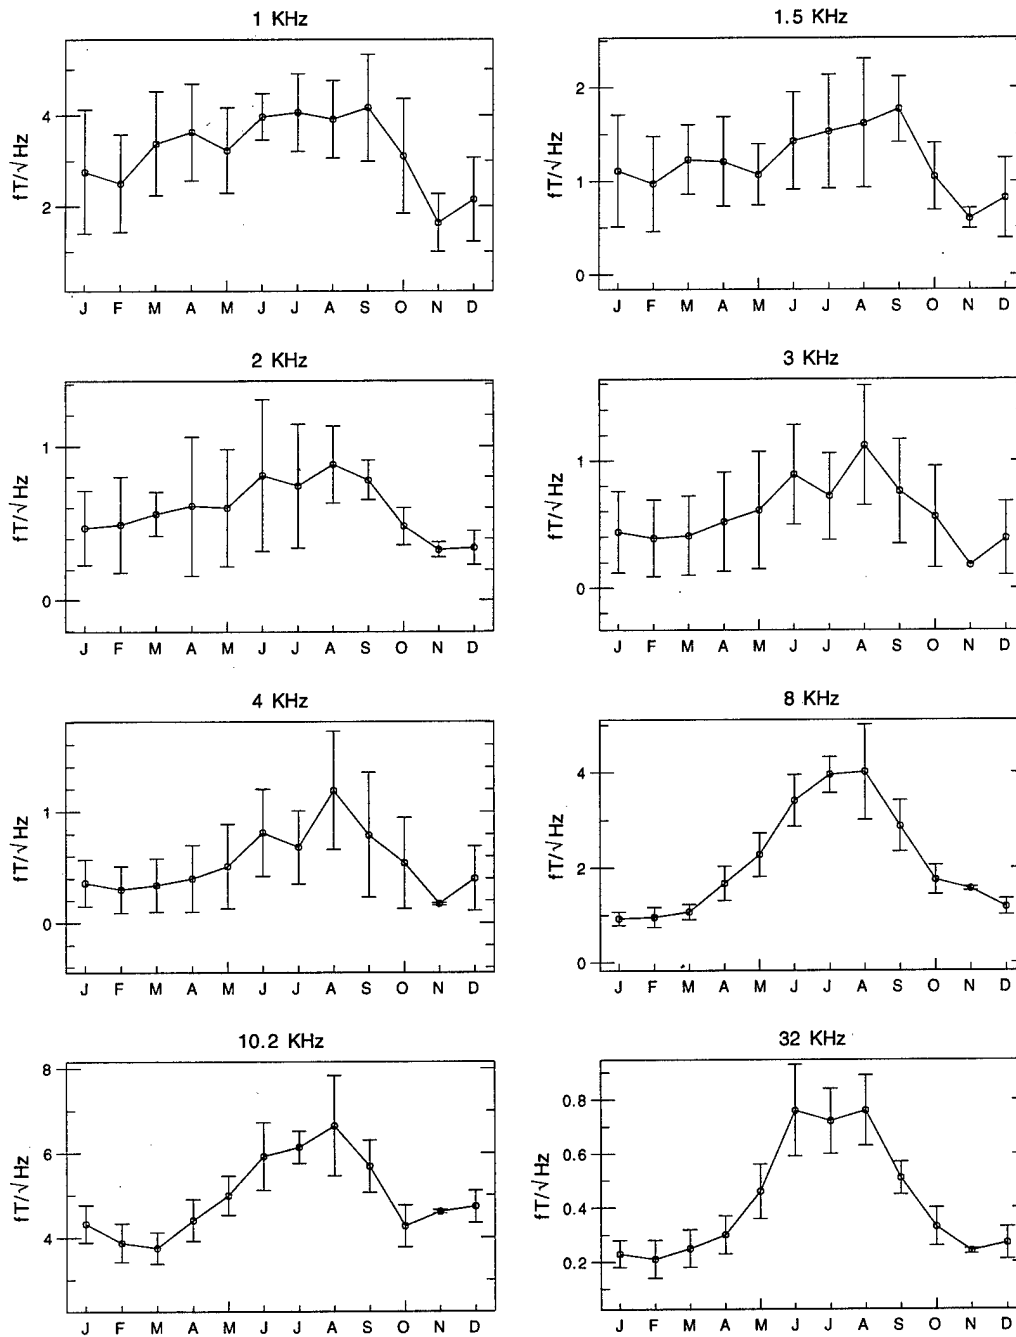 1 KHz
fT/√Hz
4
2
J F M A M J J A S O N D
1.5 KHz
fT/√Hz
2
1
0
J F M A M J J A S O N D
2 KHz
fT/√Hz
1
0
J F M A M J J A S O N D
3 KHz
fT/√Hz
1
0
J F M A M J J A S O N D
4 KHz
fT/√Hz
1
0
J F M A M J J A S O N D
8 KHz
fT/√Hz
4
2
0
J F M A M J J A S O N D
10.2 KHz
fT/√Hz
8
6
4
J F M A M J J A S O N D
32 KHz
fT/√Hz
0.8
0.6
0.4
0.2
J F M A M J J A S O N D